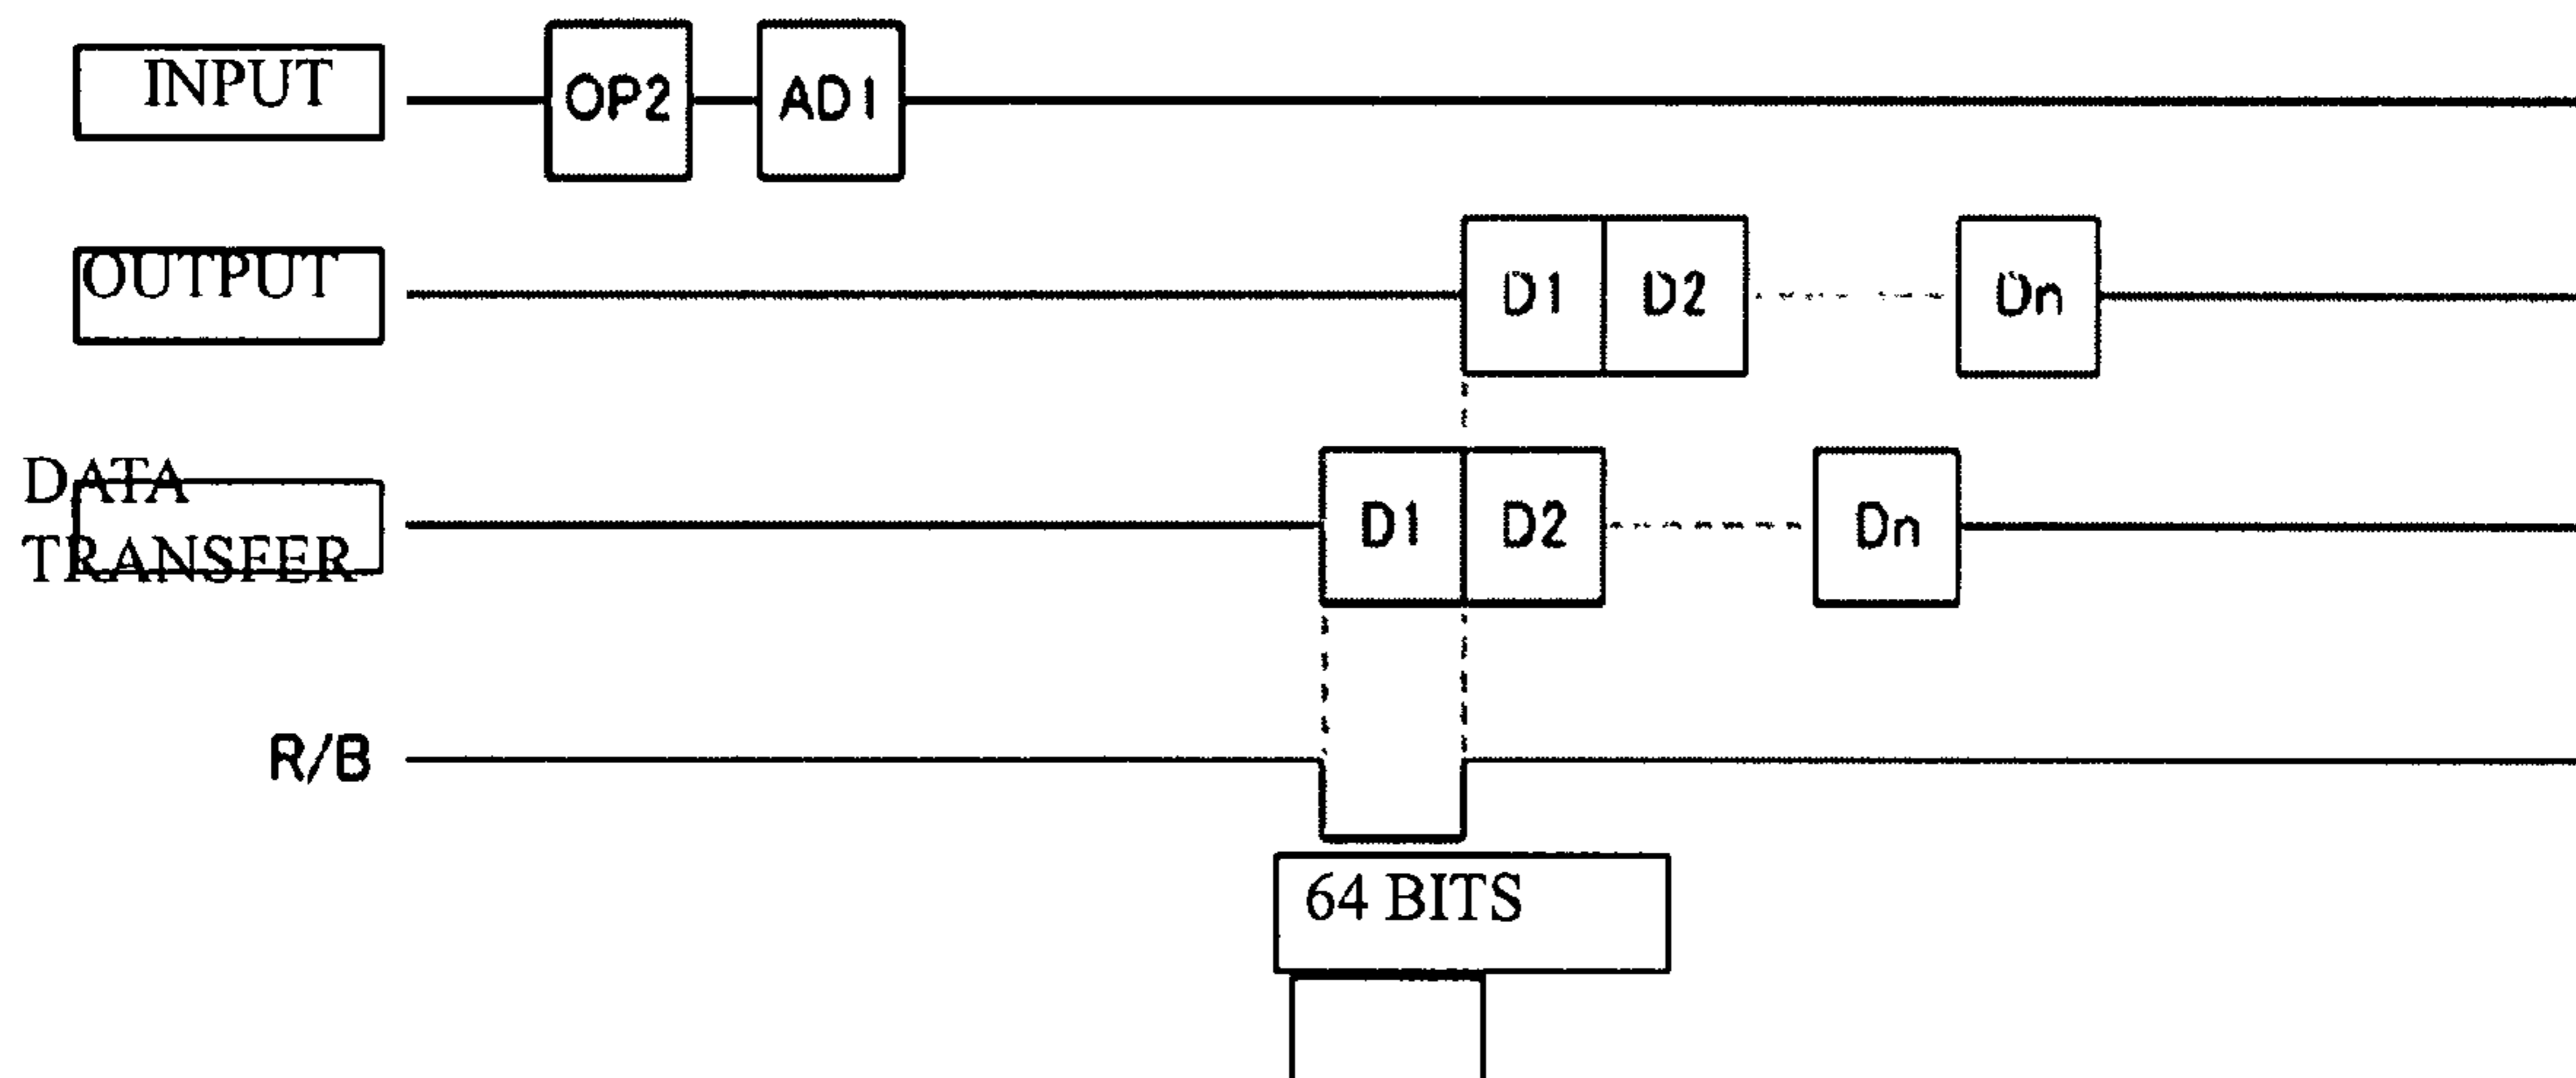 INPUT OP2 AD1
OUTPUT D1 D2 Dn
DATA
TRANSFER D1 D2 Dn
R/B
64 BITS